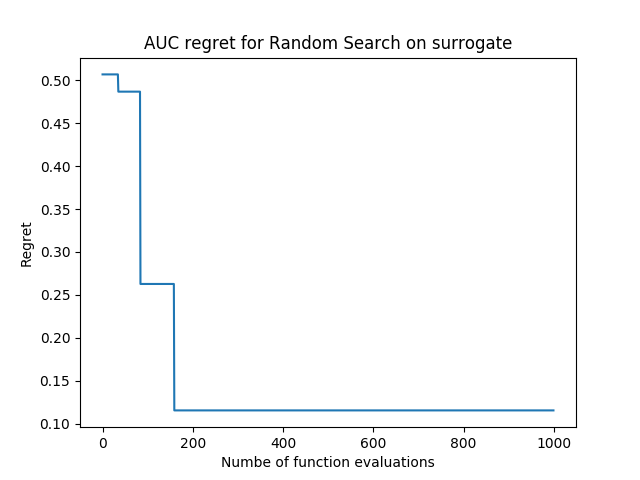 AUC regret for Random Search on surrogate
0.50
0.45
0.40
0.35
0.30
0.25
0.20
0.15
0.10
Regret
0 200 400 600 800 1000
Numbe of function evaluations